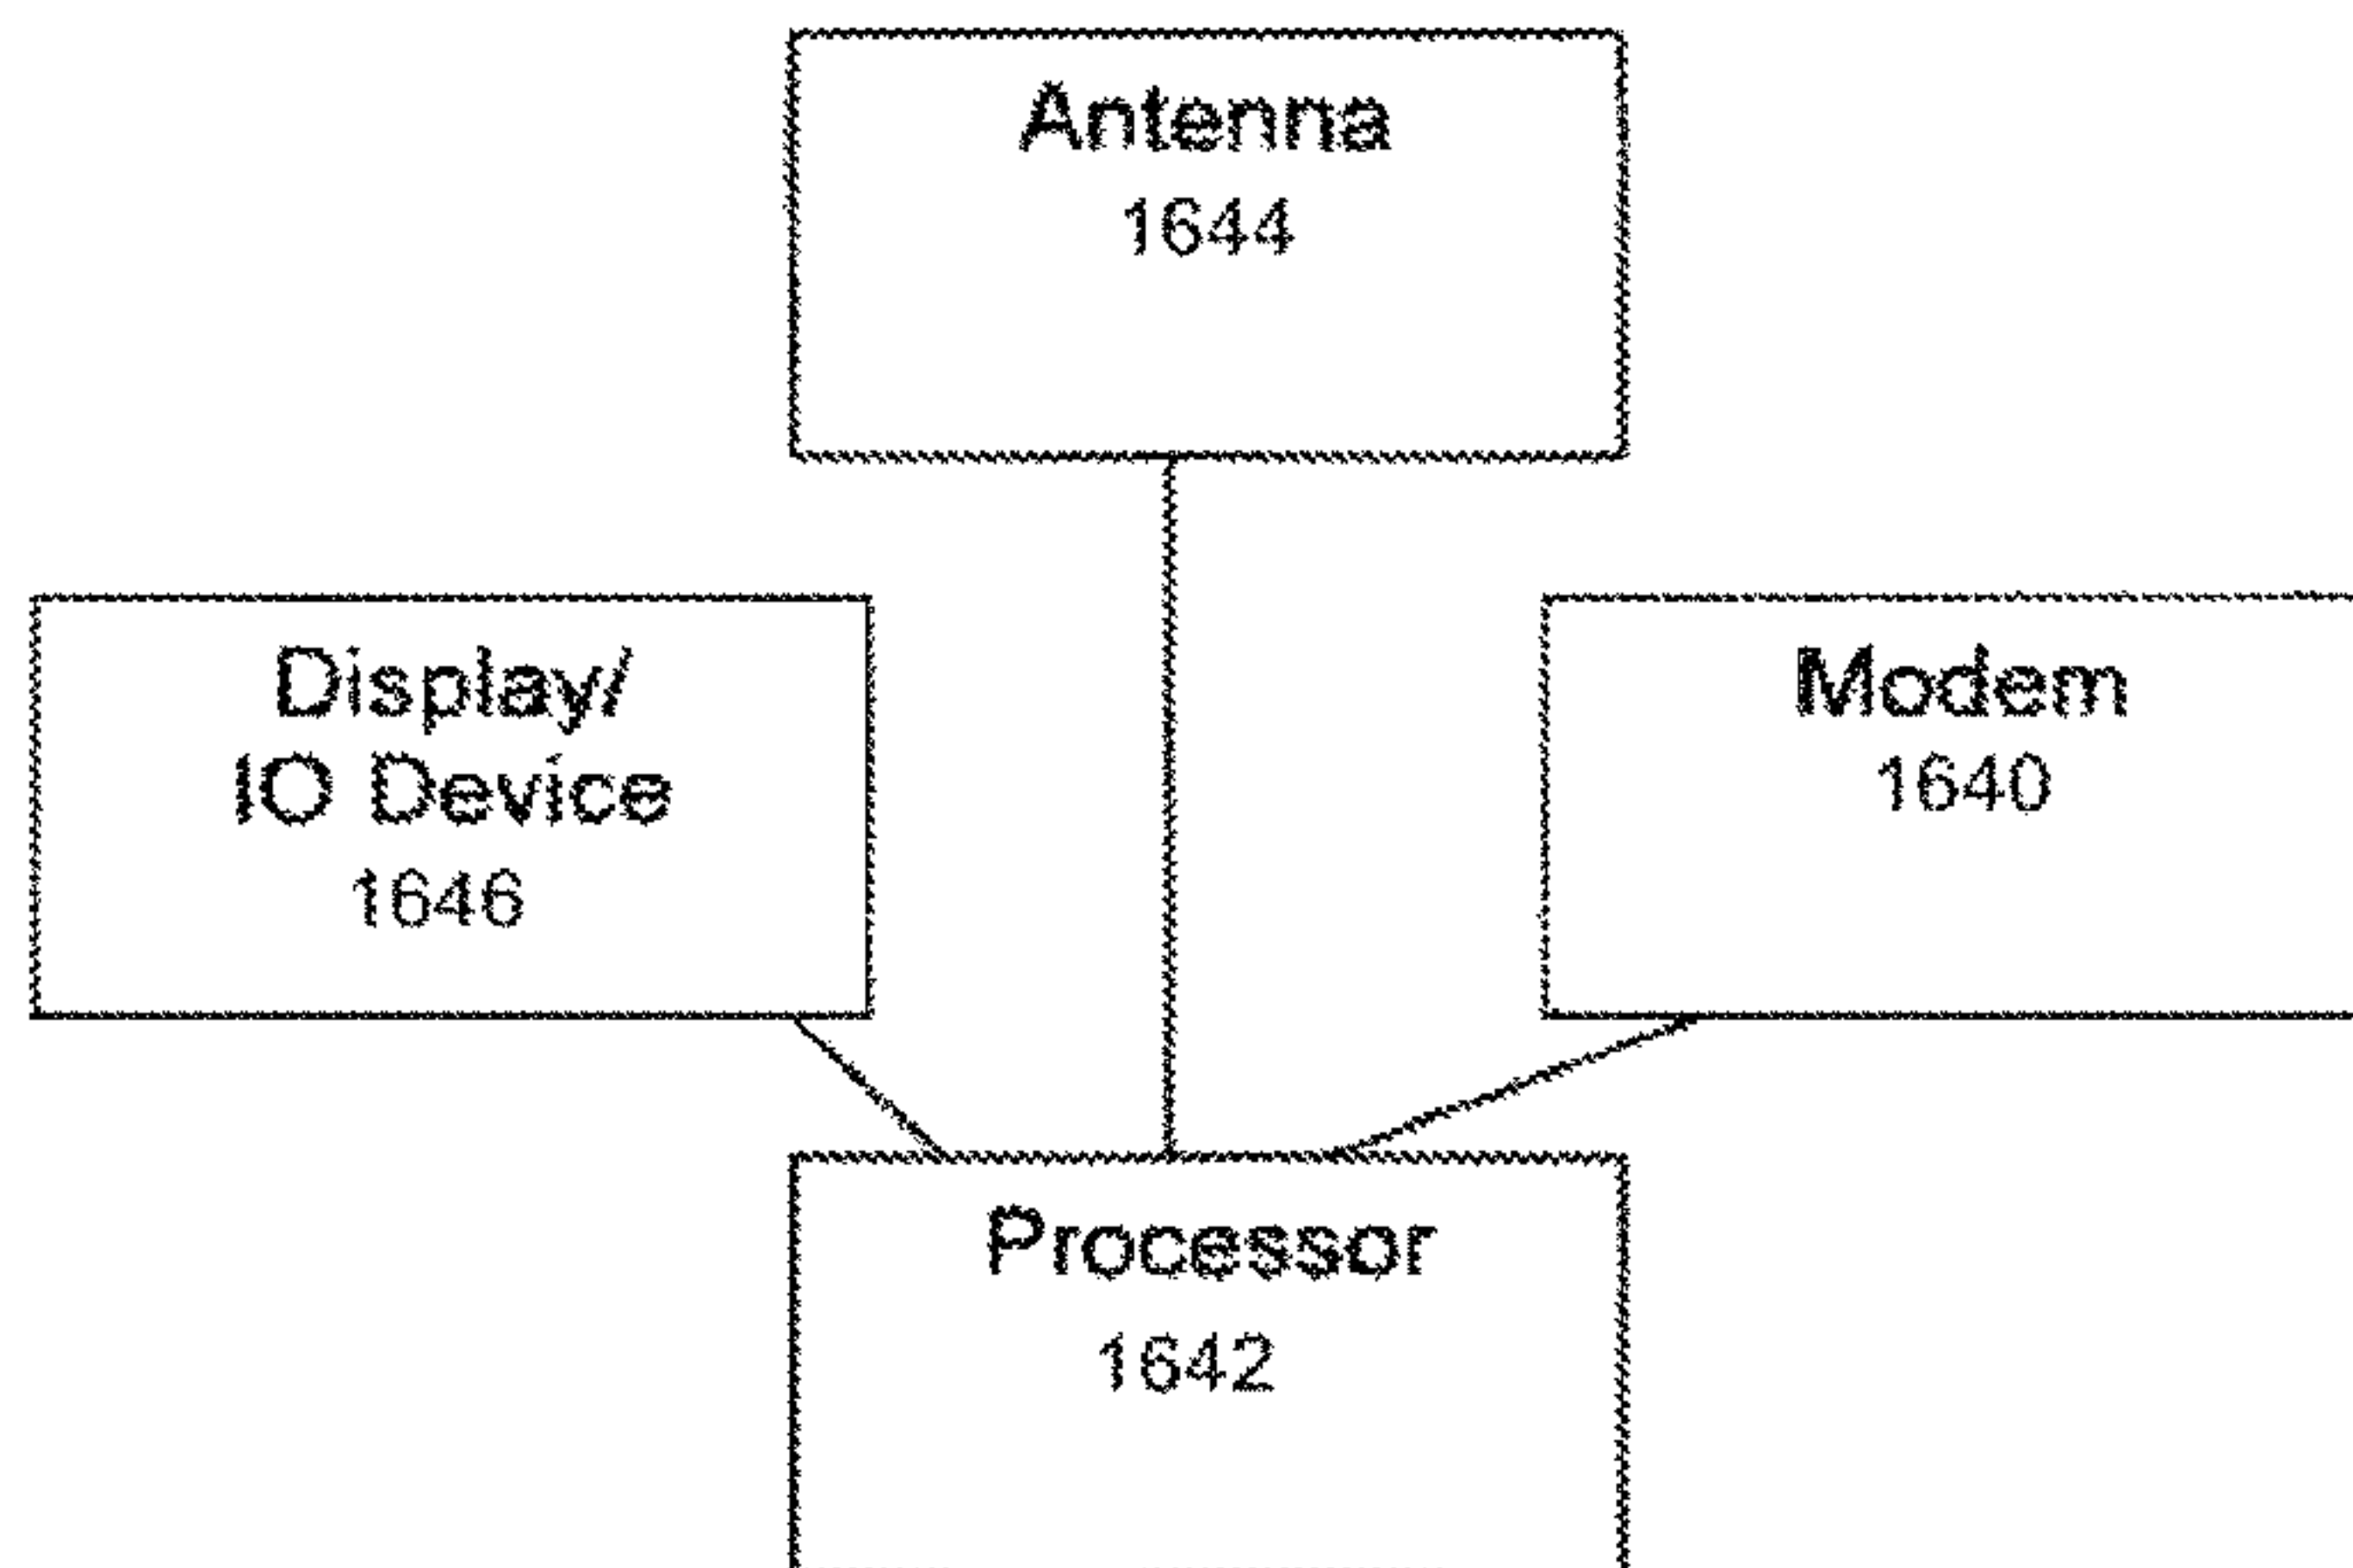 Antenna
1644
Display/
IO Device
1646
Modem
1640
Processor
1642